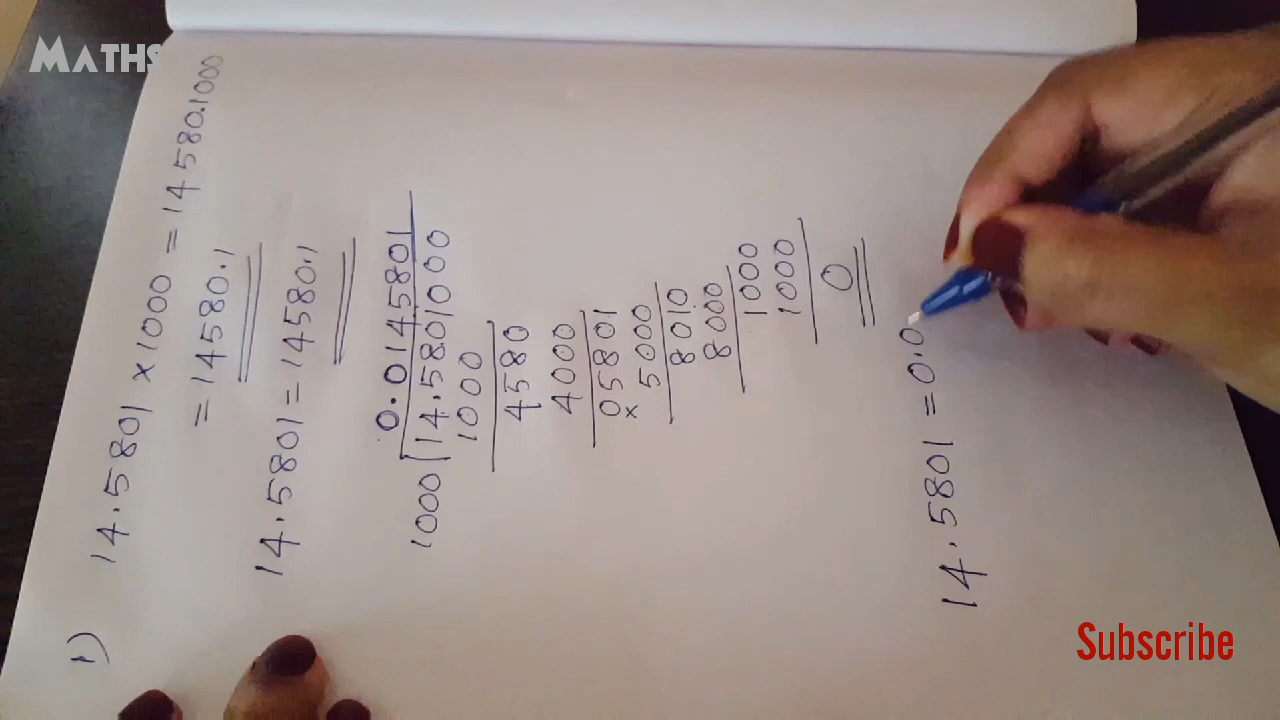 MATHS
1) 14.5801 x 1000 = 14580.1000
= 14580.1
14.5801 = 14580.1
0.0145801
1000 14.5801000
1000
4580
4000
05801
x 5000
8010
8000
1000
1000
0
14.5801 = 0.0
Subscribe